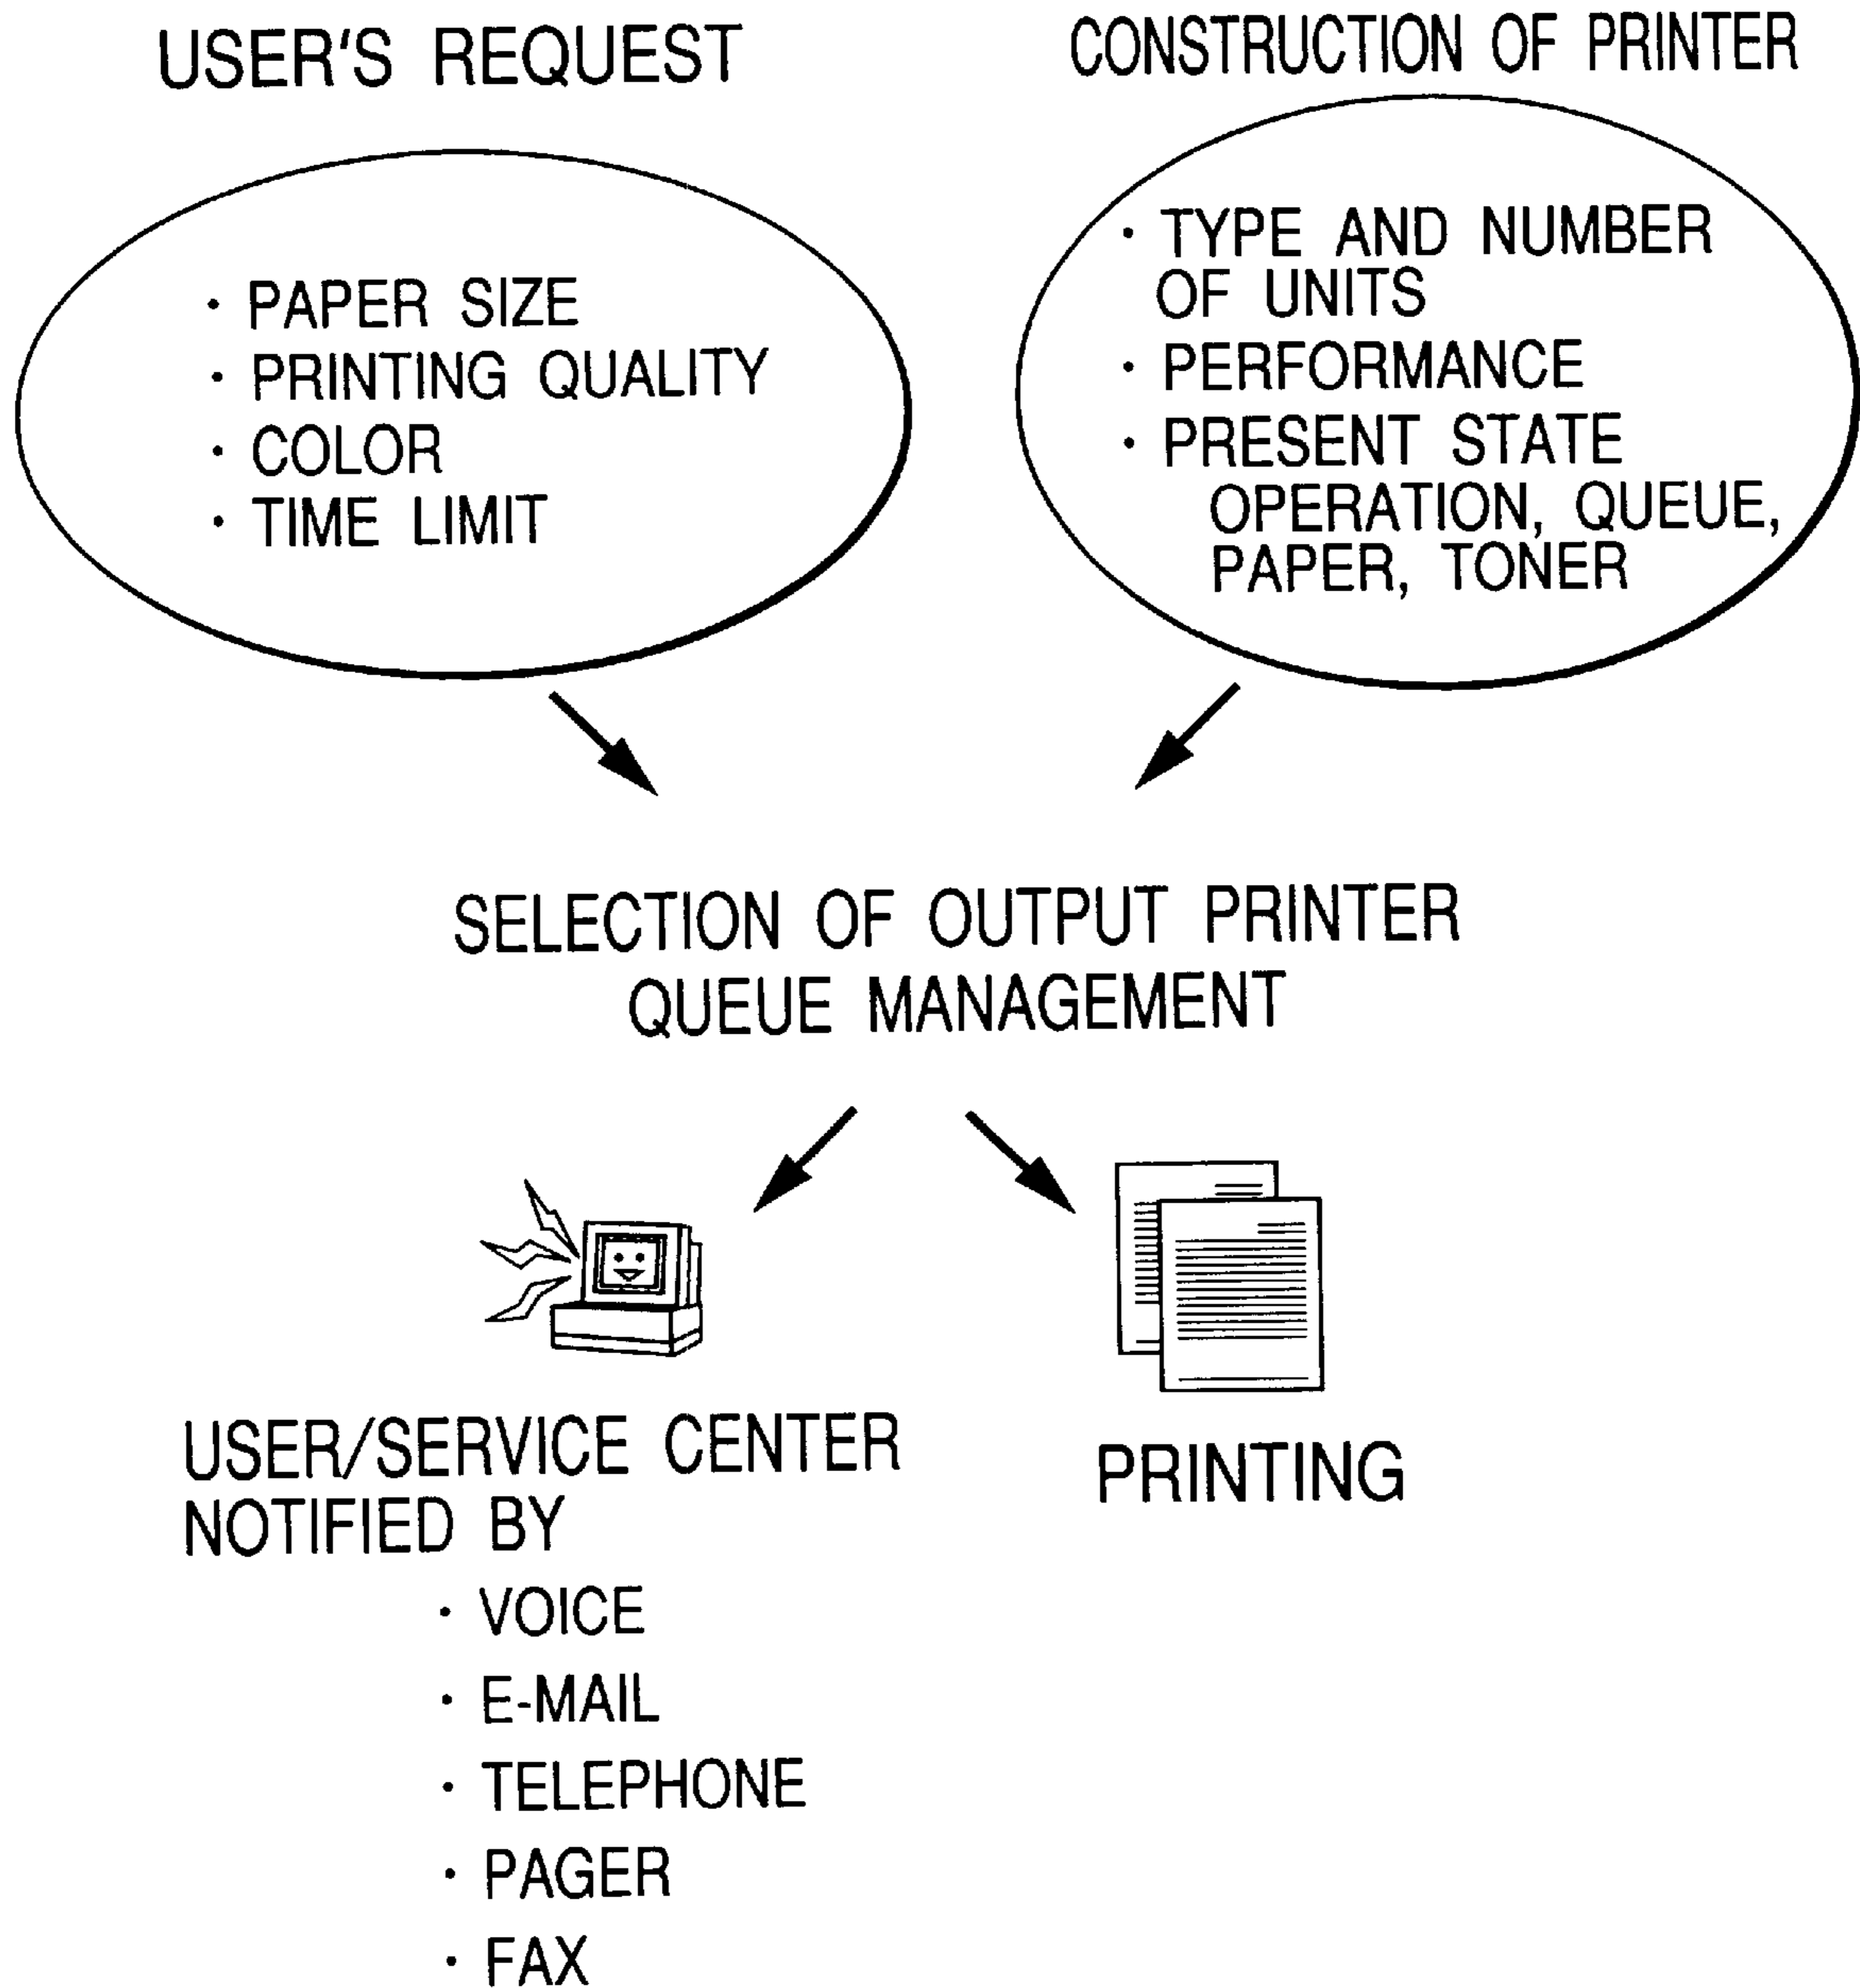 USER'S REQUEST
· PAPER SIZE
· PRINTING QUALITY
· COLOR
· TIME LIMIT
CONSTRUCTION OF PRINTER
· TYPE AND NUMBER
OF UNITS
· PERFORMANCE
· PRESENT STATE
OPERATION, QUEUE,
PAPER, TONER
SELECTION OF OUTPUT PRINTER
QUEUE MANAGEMENT
USER/SERVICE CENTER
NOTIFIED BY
· VOICE
· E-MAIL
· TELEPHONE
· PAGER
· FAX
PRINTING